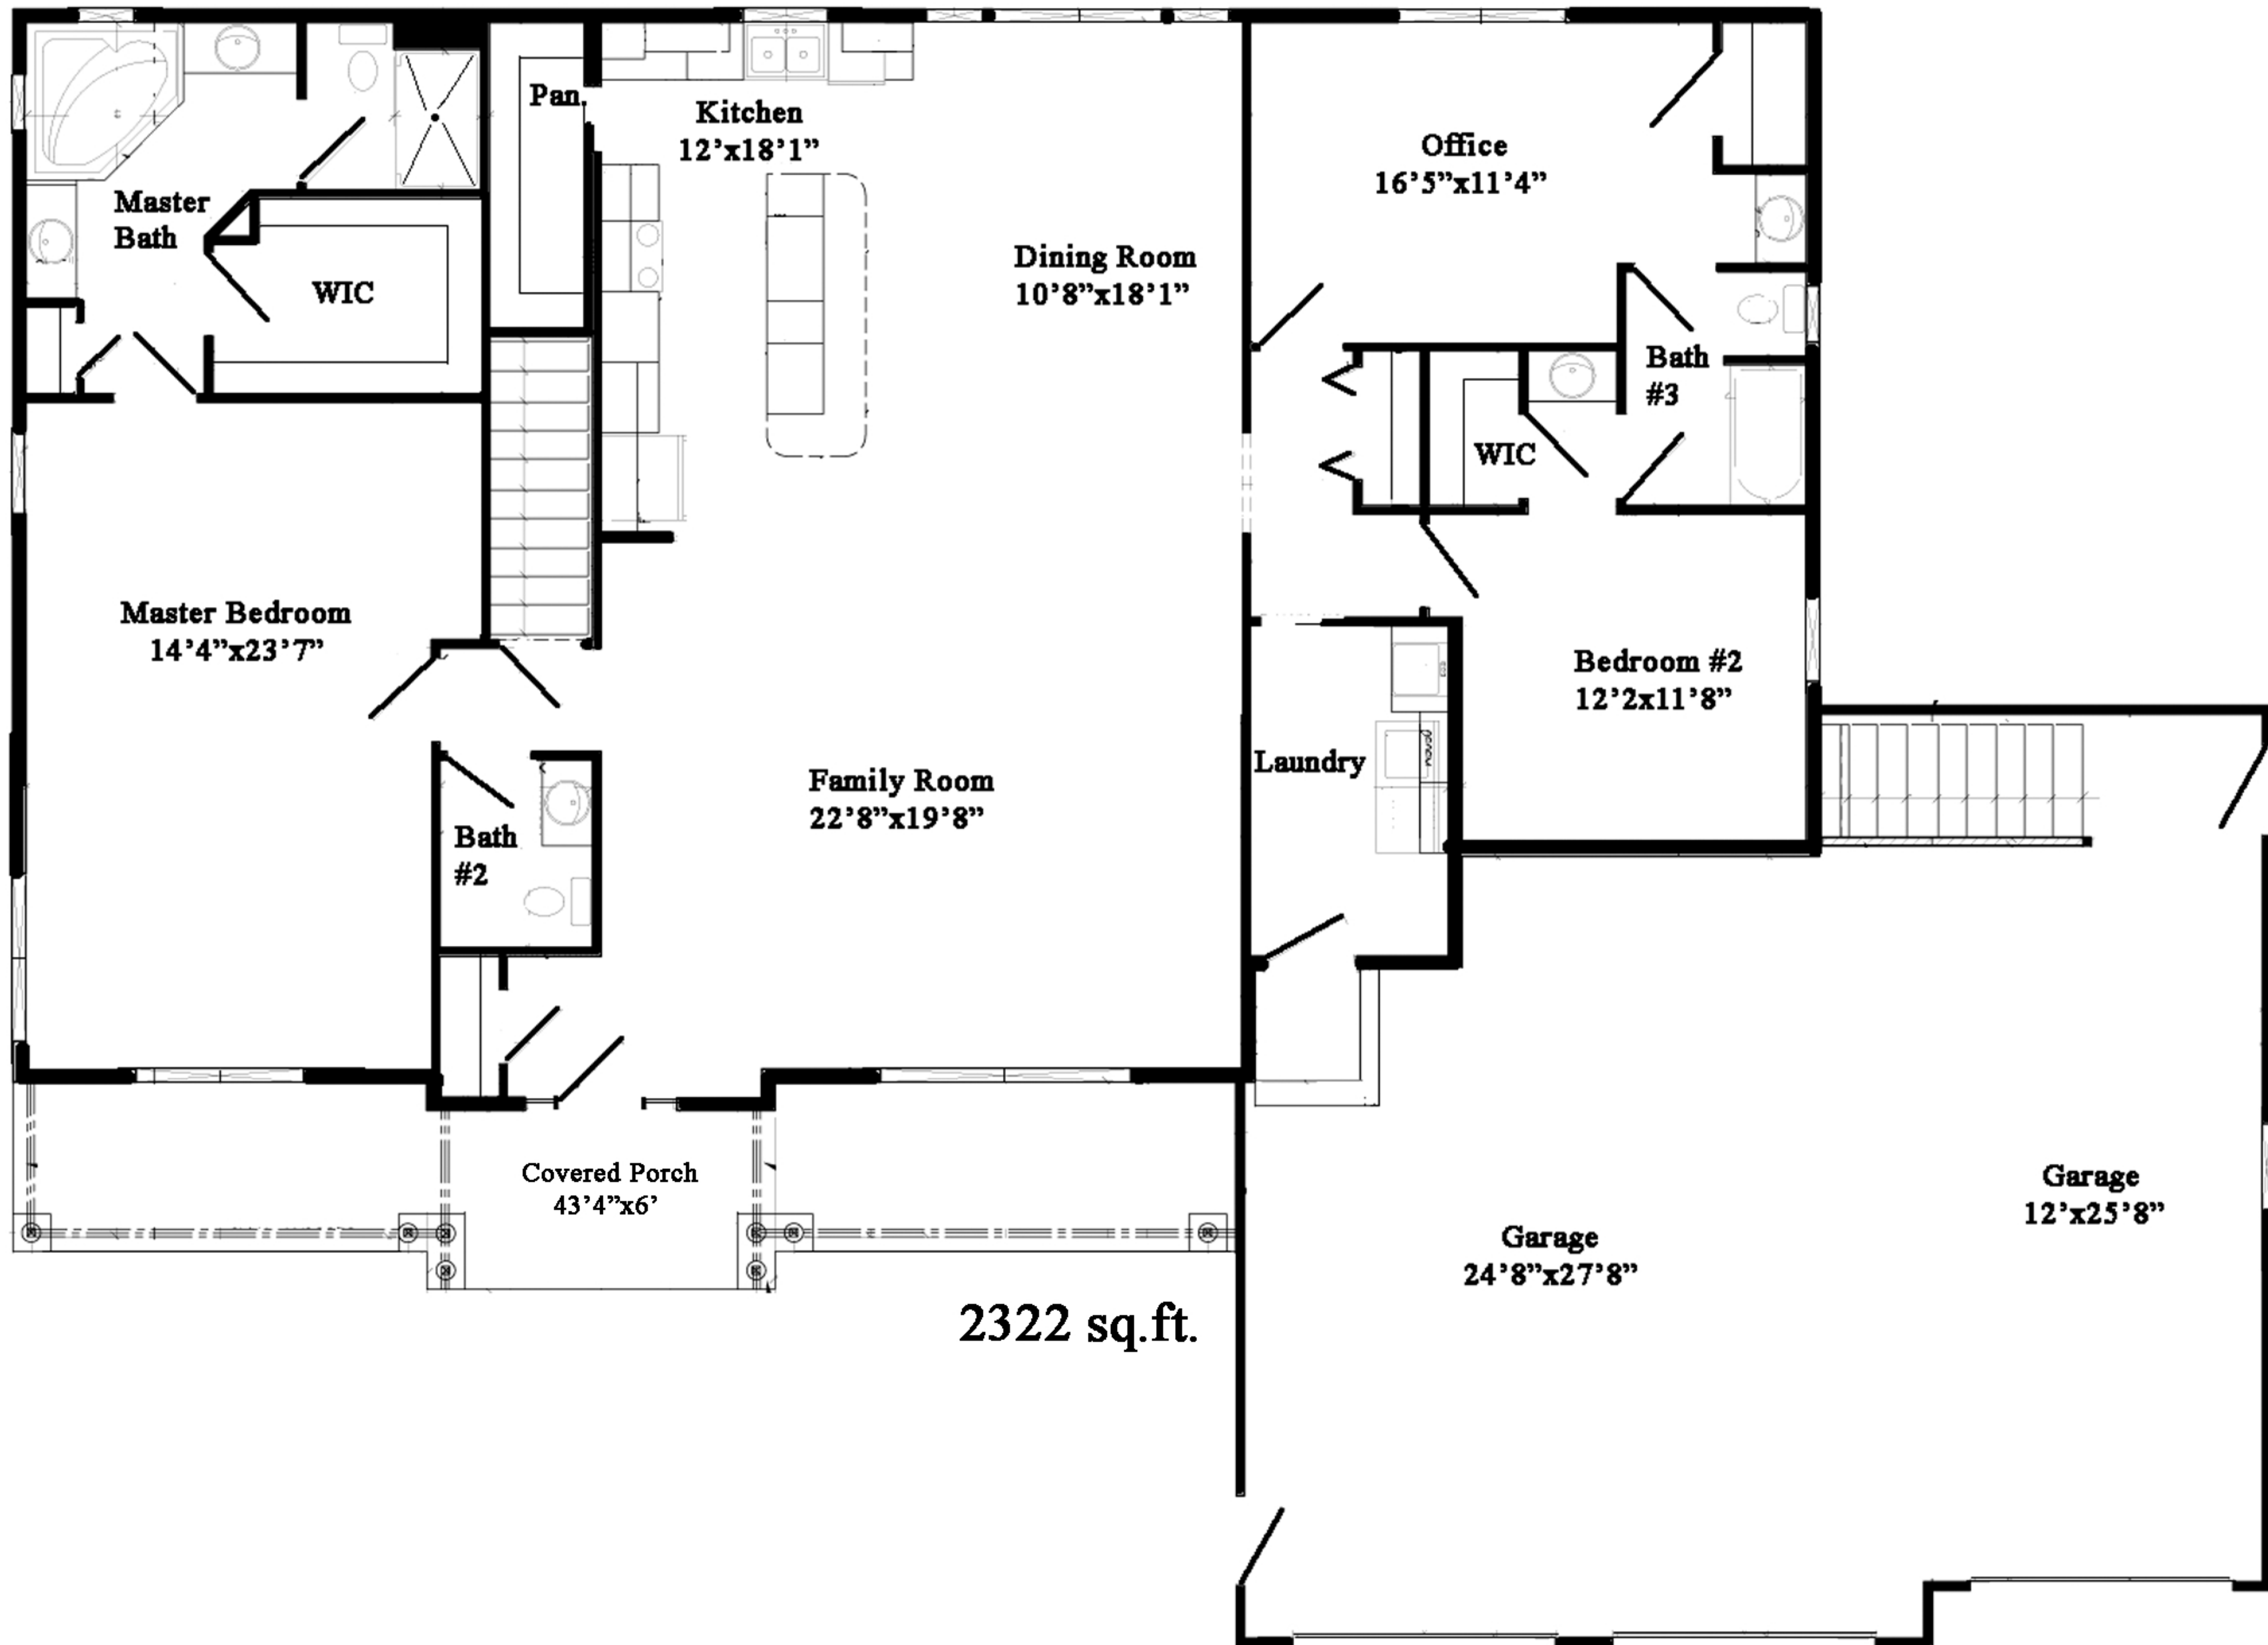 Pan.
Kitchen
12’x18’1”
Office
16’5”x11’4”
Master
Bath
WIC
Dining Room
10’8”x18’1”
Bath
#3
WIC
Master Bedroom
14’4”x23’7”
Bedroom #2
12’2x11’8”
Laundry
Family Room
22’8”x19’8”
Bath
#2
Covered Porch
43’4”x6’
Garage
12’x25’8”
Garage
24’8”x27’8”
2322 sq.ft.